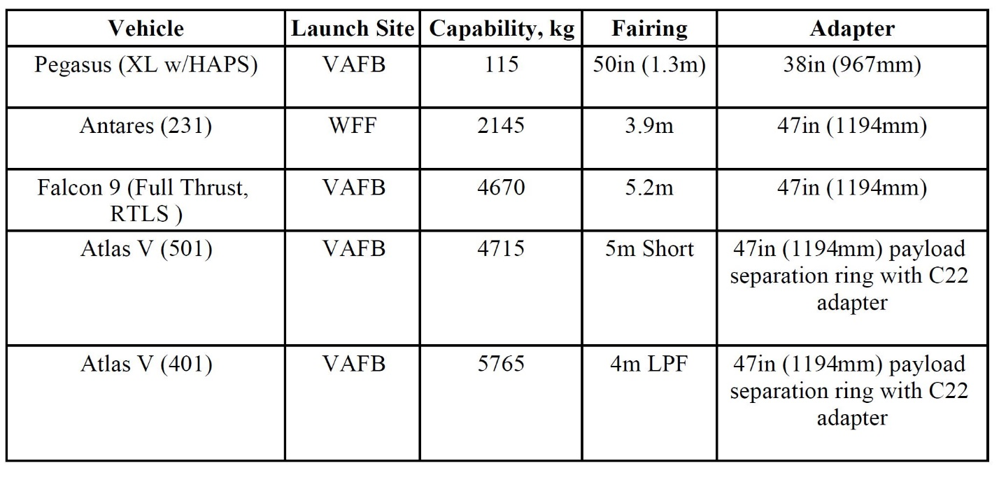 Vehicle Launch Site Capability, kg Fairing Adapter
Pegasus (XL w/HAPS) VAFB 115 50in (1.3m) 38in (967mm)
Antares (231) WFF 2145 3.9m 47in (1194mm)
Falcon 9 (Full Thrust, VAFB 4670 5.2m 47in (1194mm)
RTLS )
Atlas V (501) VAFB 4715 5m Short 47in (1194mm) payload
separation ring with C22
adapter
Atlas V (401) VAFB 5765 4m LPF 47in (1194mm) payload
separation ring with C22
adapter